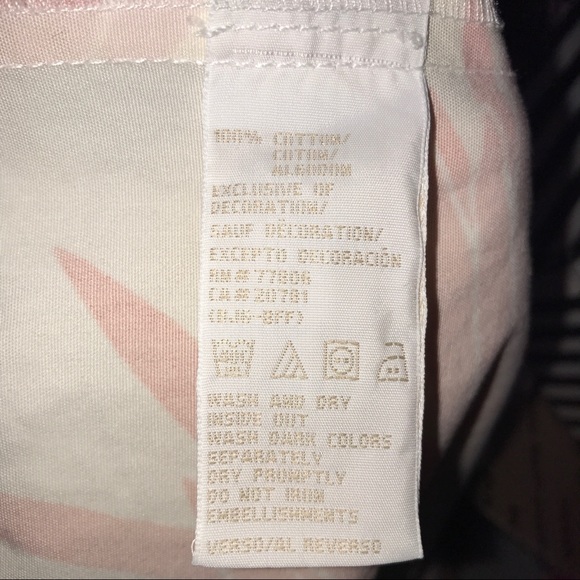 100% COTTON/
COTON/
ALGODON
EXCLUSIVE OF
DECORATION/
SAUF DÉCORATION/
EXCEPTO DECORACIÓN
RN# 77806
CA# 20781
WASH AND DRY
INSIDE OUT
WASH DARK COLORS
SEPARATELY
DRY PROMPTLY
DO NOT IRON
EMBELLISHMENTS
VERSO/AL REVERSO